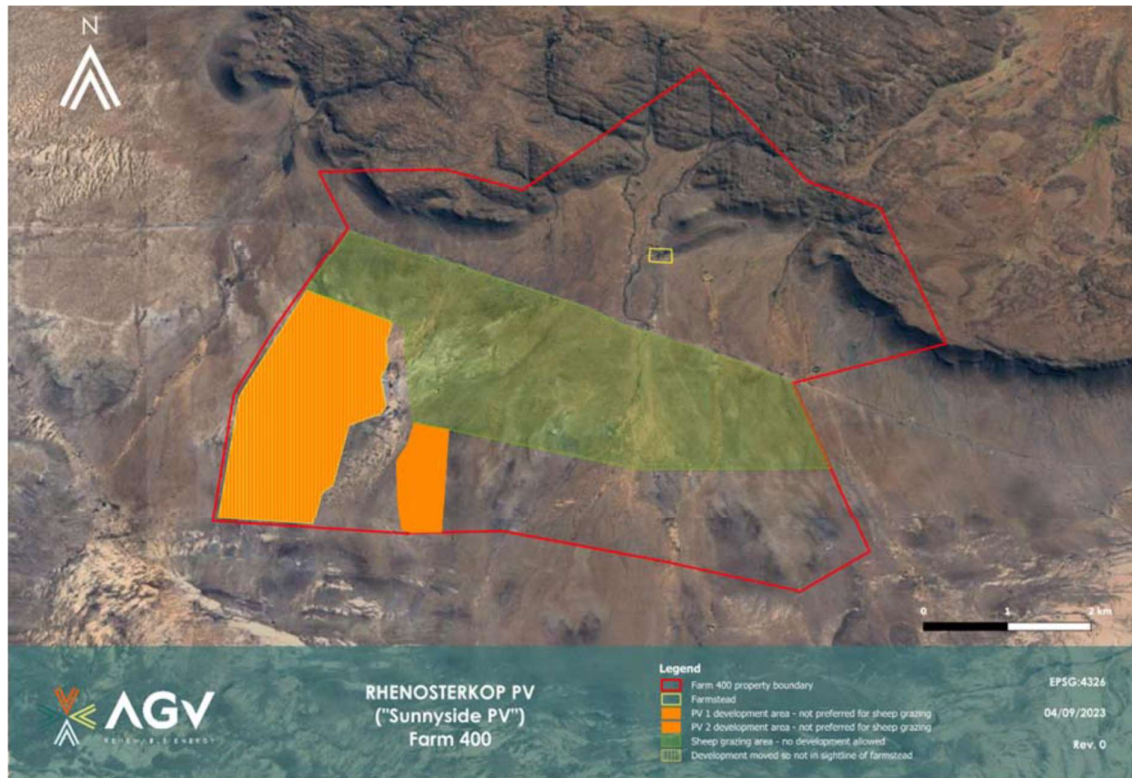 N
0 1 2 km
AGV
RENEWABLE ENERGY
RHENOSTERKOP PV
("Sunnyside PV")
Farm 400
Legend
Farm 400 property boundary
Farmstead
PV 1 development area - not preferred for sheep grazing
PV 2 development area - not preferred for sheep grazing
Sheep grazing area - no development allowed
Development moved so not in sightline of farmstead
EPSG:4326
04/09/2023
Rev. 0